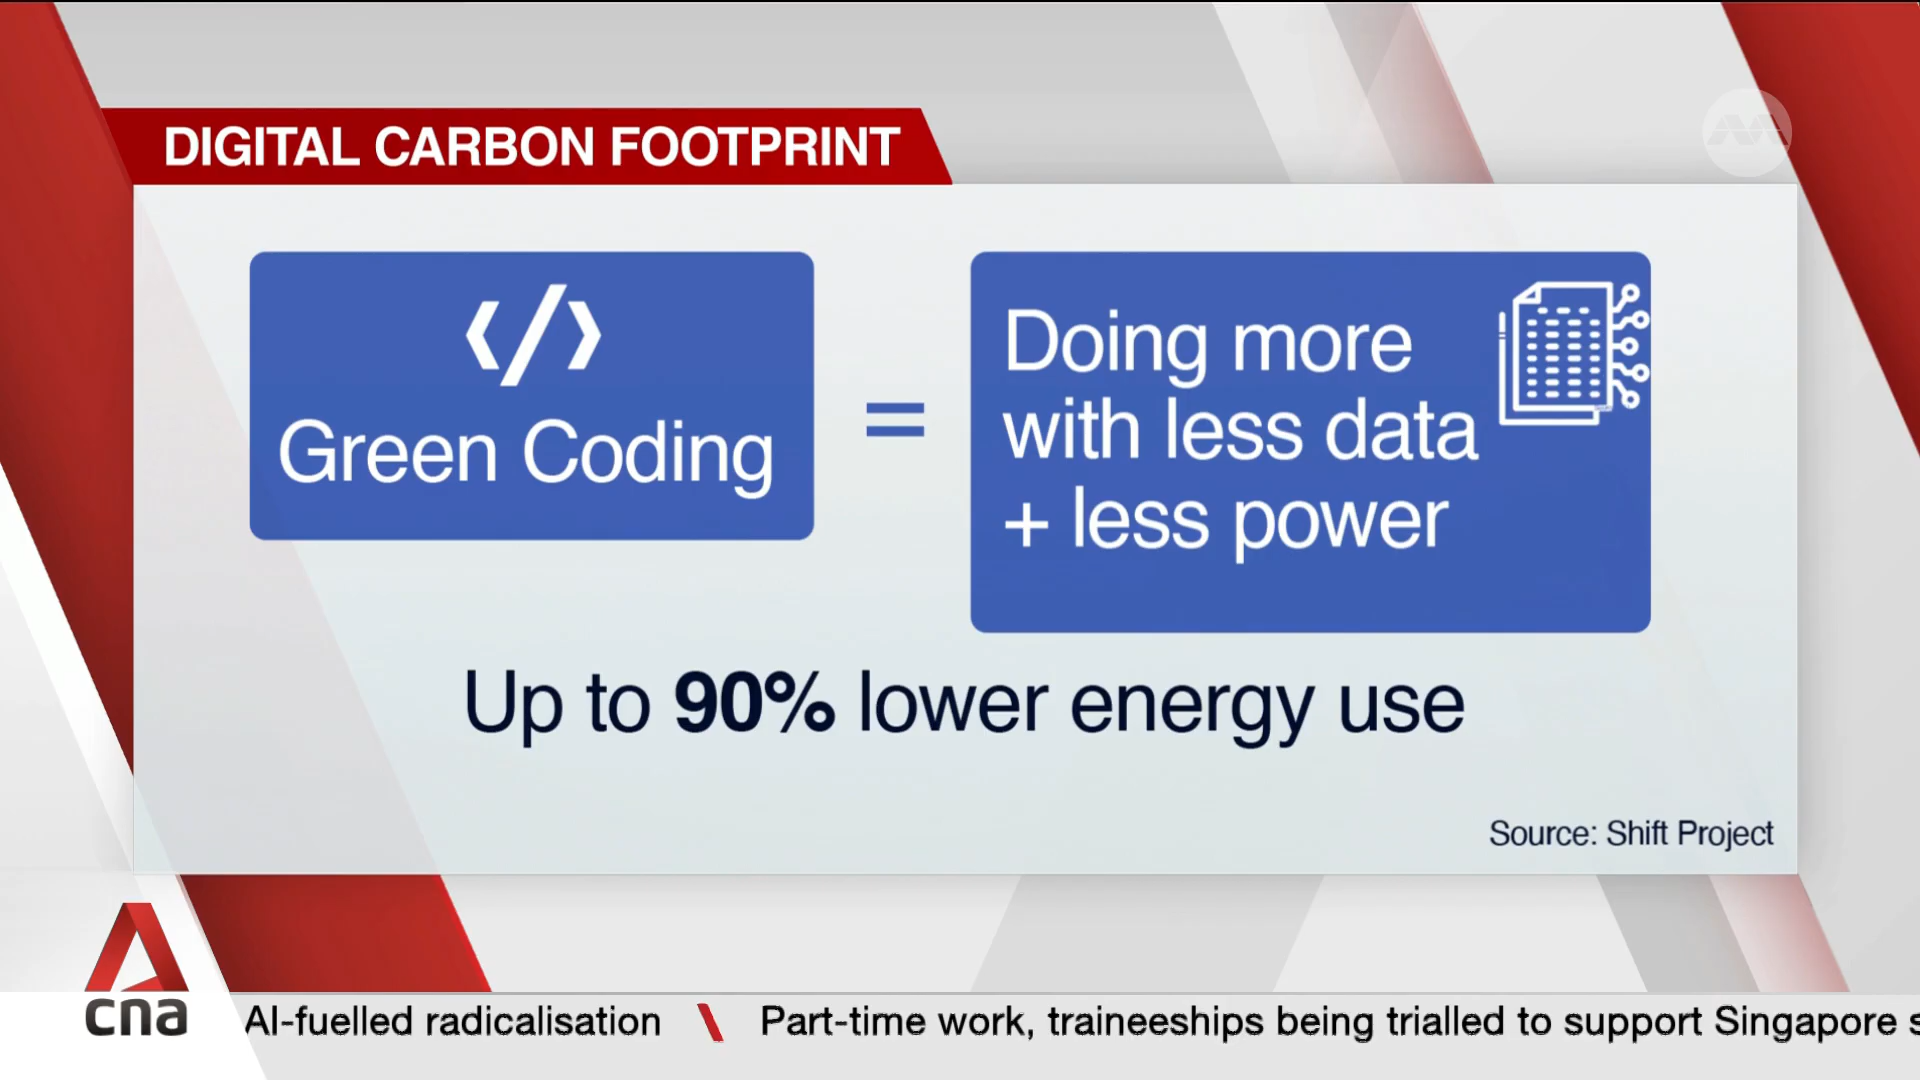 DIGITAL CARBON FOOTPRINT
</>
Green Coding
=
Doing more
with less data
+ less power
Up to 90% lower energy use
Source: Shift Project
cna
AI-fuelled radicalisation \ Part-time work, traineeships being trialled to support Singapore s